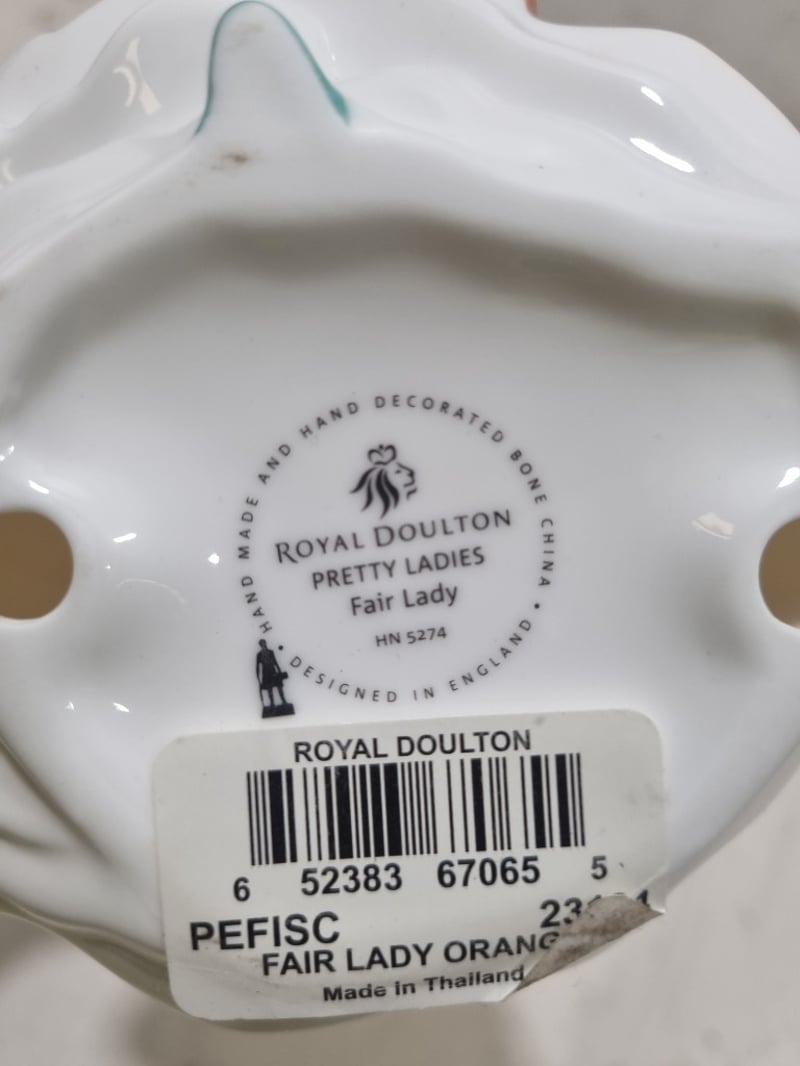 HAND MADE AND HAND DECORATED BONE CHINA •
ROYAL DOULTON
PRETTY LADIES
Fair Lady
HN 5274
• DESIGNED IN ENGLAND •
ROYAL DOULTON
6 52383 67065 5
PEFISC
FAIR LADY
Made in Thailand